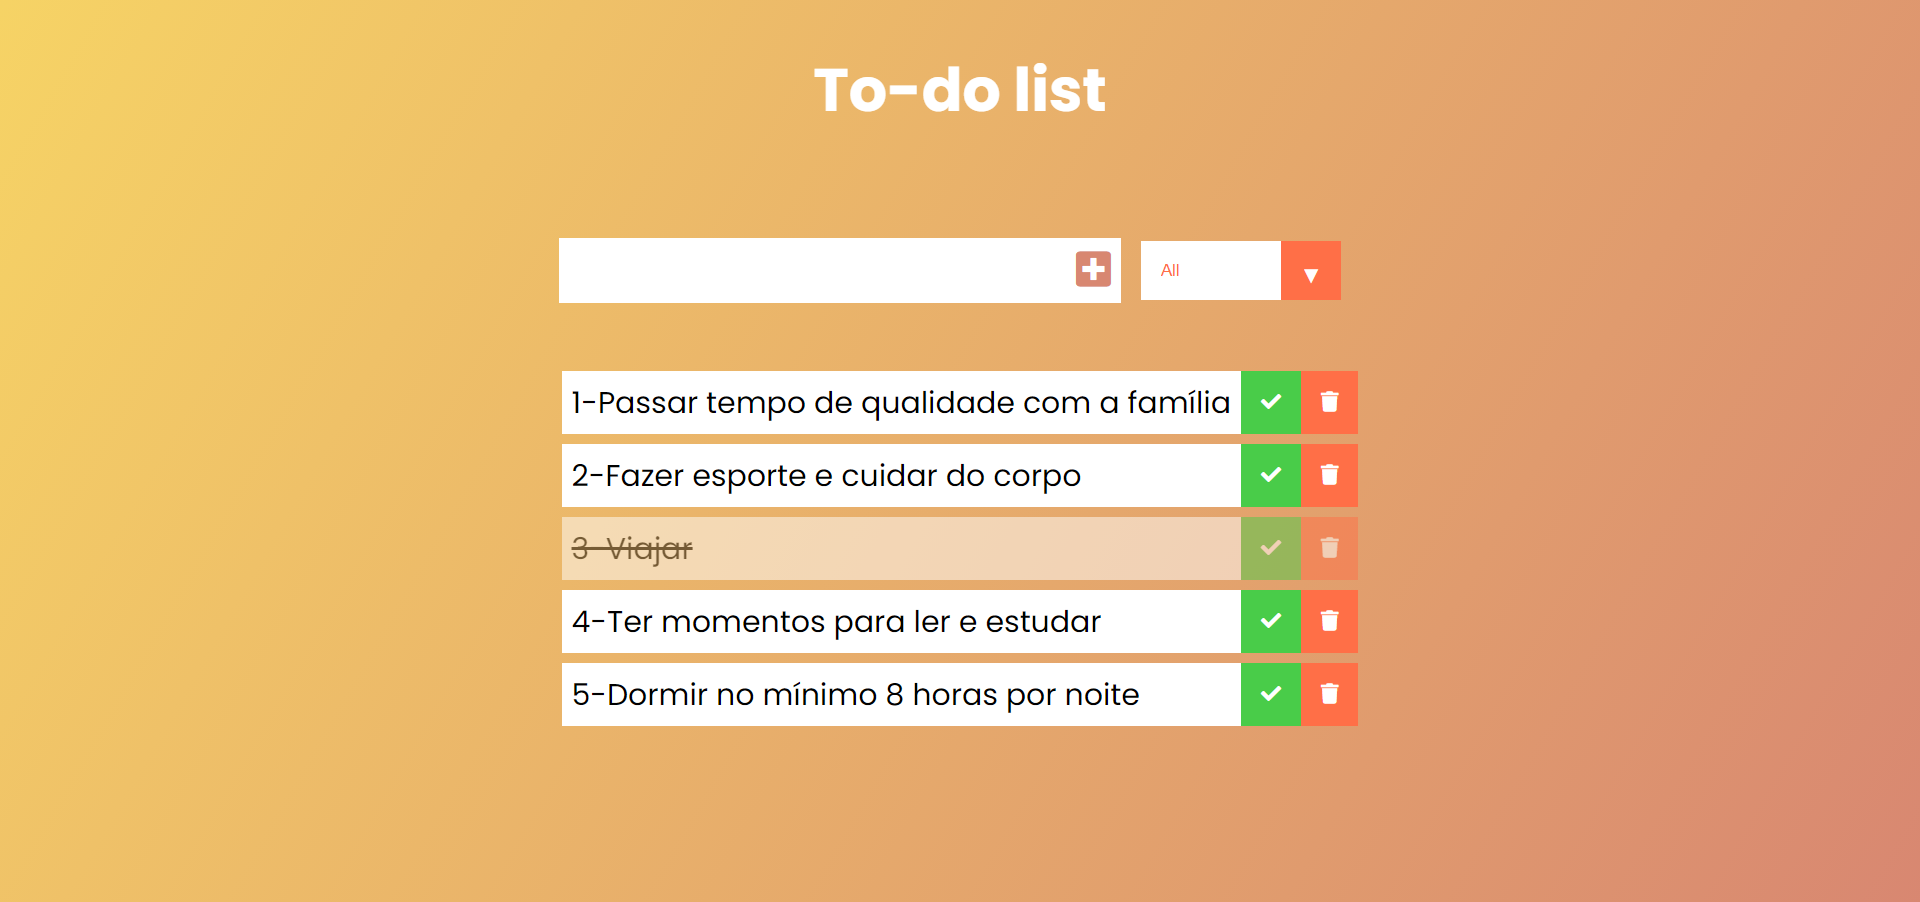 To-do list
All
1-Passar tempo de qualidade com a família
2-Fazer esporte e cuidar do corpo
3-Viajar
4-Ter momentos para ler e estudar
5-Dormir no mínimo 8 horas por noite